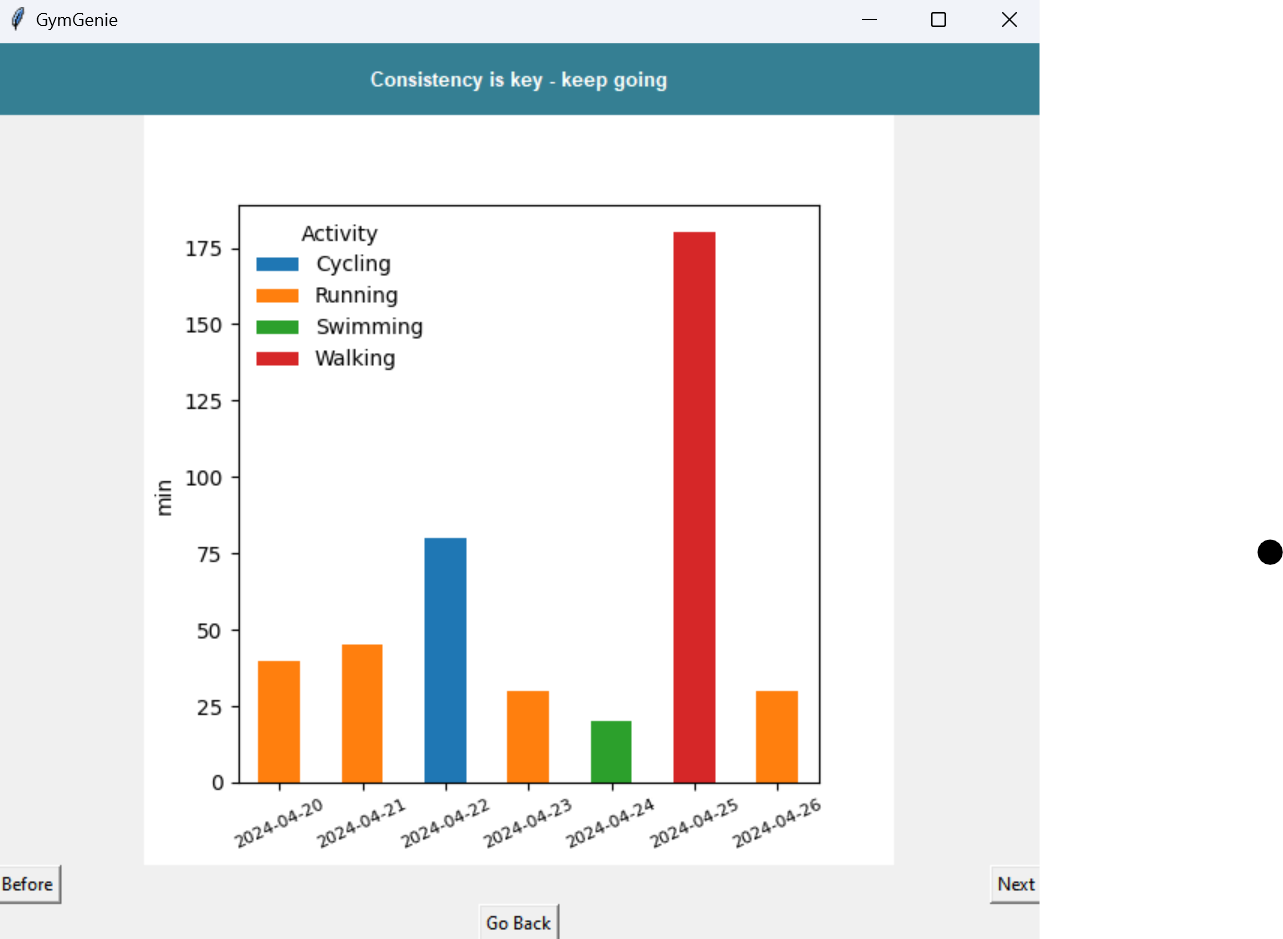 GymGenie
Consistency is key - keep going
Activity
Cycling
Running
Swimming
Walking
175
150
125
100
75
50
25
0
min
2024-04-20
2024-04-21
2024-04-22
2024-04-23
2024-04-24
2024-04-25
2024-04-26
Before
Next
Go Back